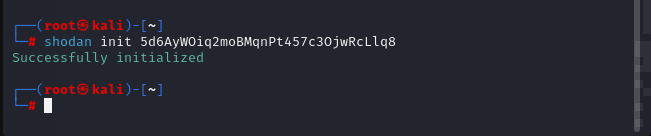 ┌──(root㉿kali)-[~]
└─# shodan init 5d6AyWOiq2moBMqnPt457c3OjwRcLlq8
Successfully initialized
┌──(root㉿kali)-[~]
└─#